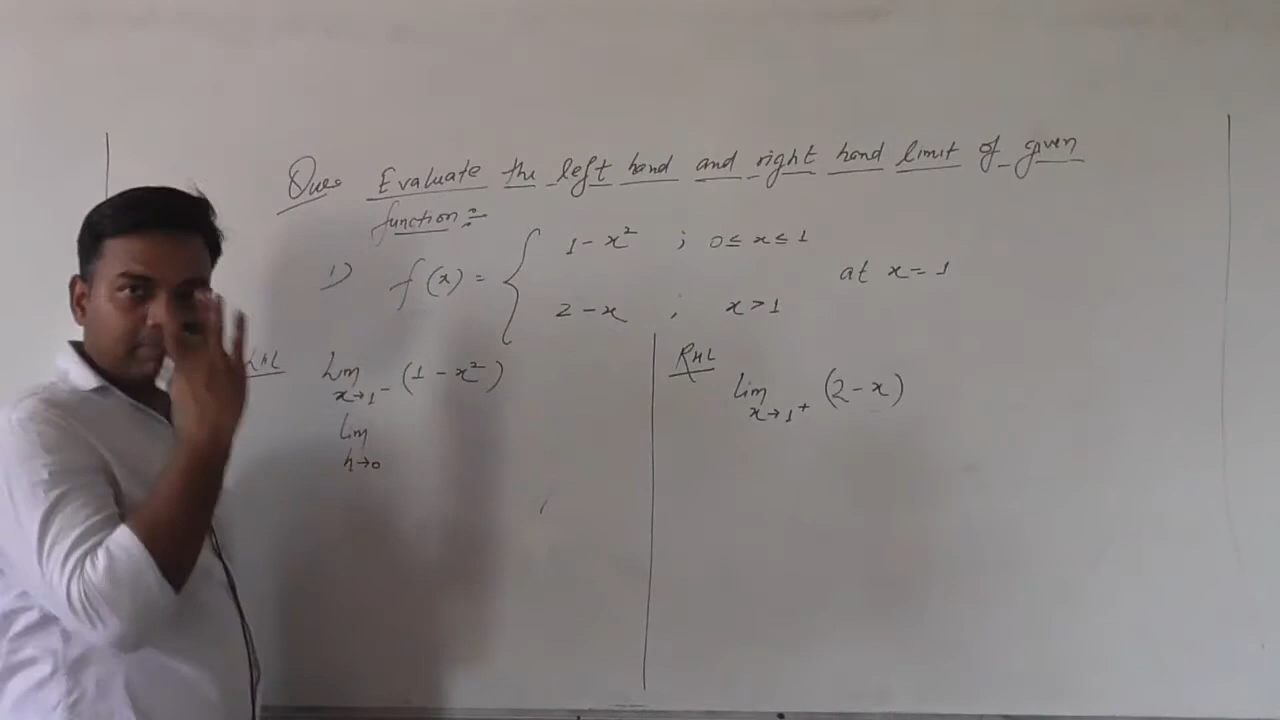 Ques Evaluate the left hand and right hand limit of given
function:-
1) f(x) = { 1 - x² ; 0 ≤ x ≤ 1
2 - x ; x > 1
at x = 1
LHL lim x→1⁻ (1 - x²)
lim h→0
RHL
lim x→1⁺ (2 - x)